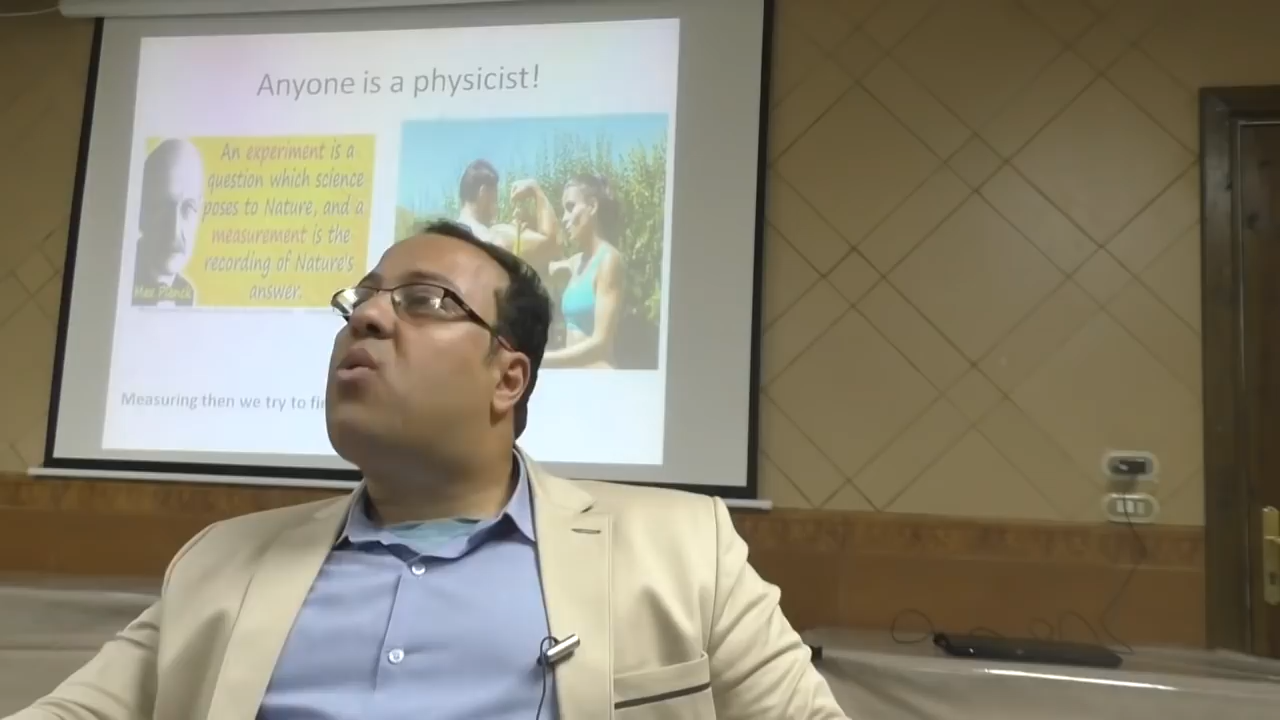 Anyone is a physicist!
An experiment is a
question which science
poses to Nature, and a
measurement is the
recording of Nature's
answer.
Max Planck
Measuring then we try to